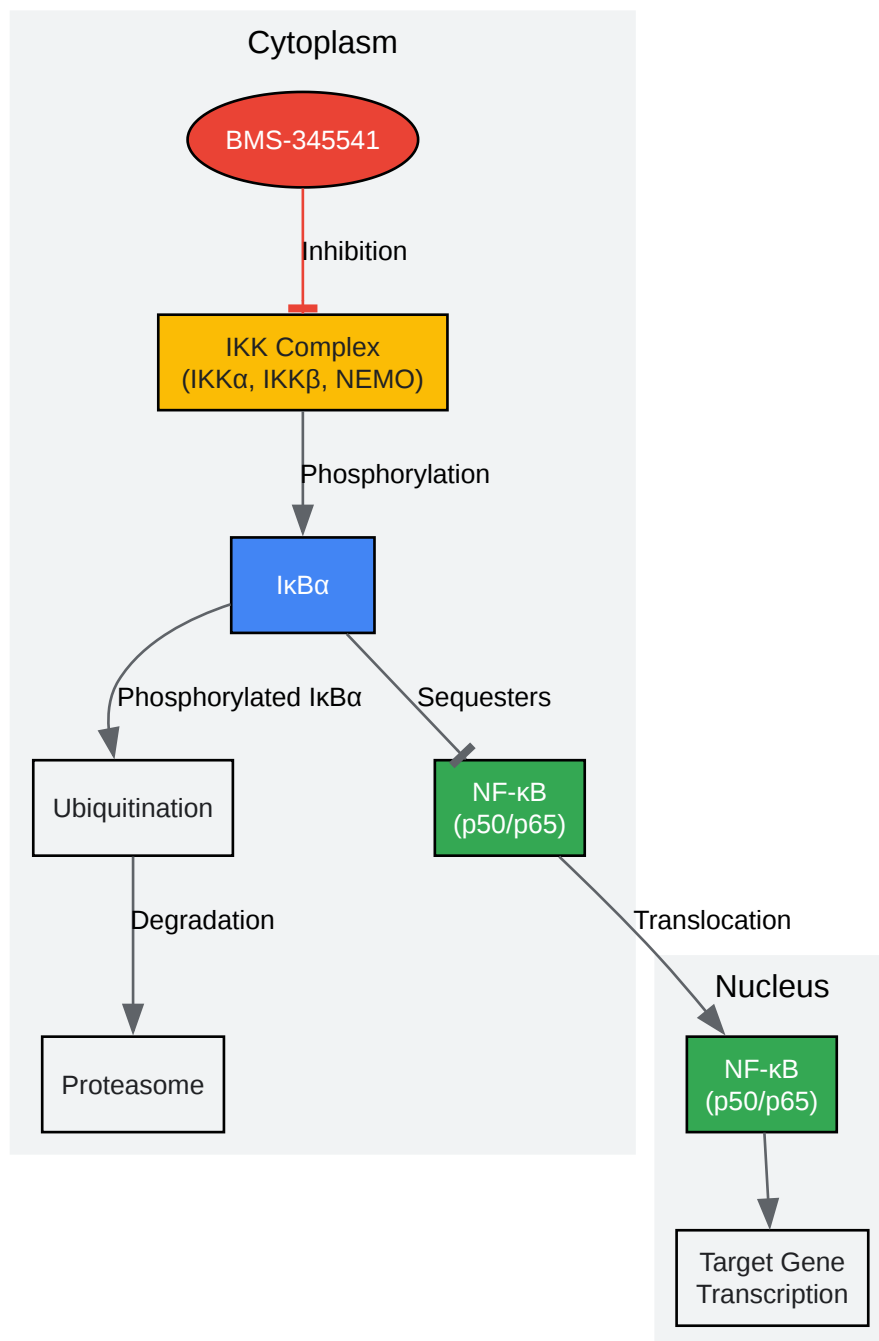 Cytoplasm
BMS-345541
Inhibition
IKK Complex
(IKKα, IKKβ, NEMO)
Phosphorylation
IκBα
Phosphorylated IκBα
Sequesters
Ubiquitination
NF-κB
(p50/p65)
Degradation
Translocation
Nucleus
Proteasome
NF-κB
(p50/p65)
Target Gene
Transcription